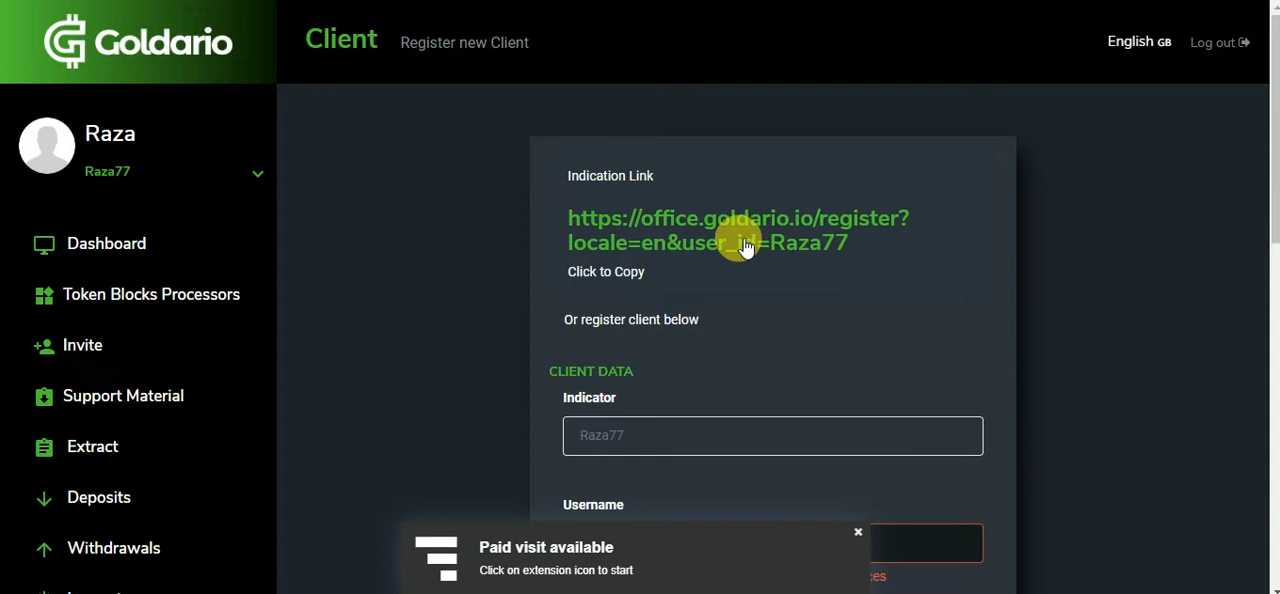 Goldario
Client Register new Client
English GB Log out
Raza
Raza77
Dashboard
Token Blocks Processors
Invite
Support Material
Extract
Deposits
Withdrawals
Indication Link
https://office.goldario.io/register?
locale=en&user_id=Raza77
Click to Copy
Or register client below
CLIENT DATA
Indicator
Raza77
Username
Paid visit available
Click on extension icon to start